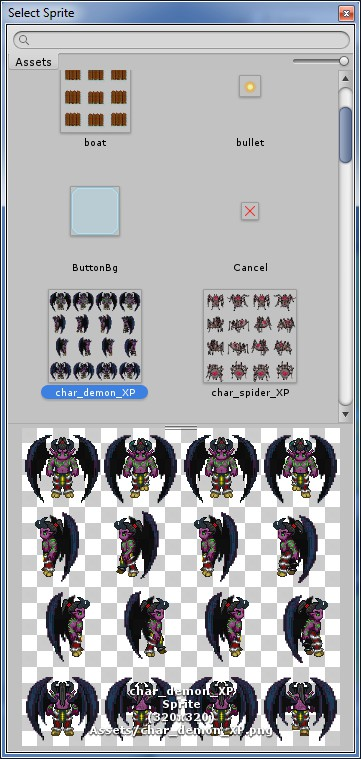 Select Sprite
Assets
boat
bullet
ButtonBg
Cancel
char_demon_XP
char_spider_XP
char_demon_XP
Sprite
(320x320)
Assets/char_demon_XP.png